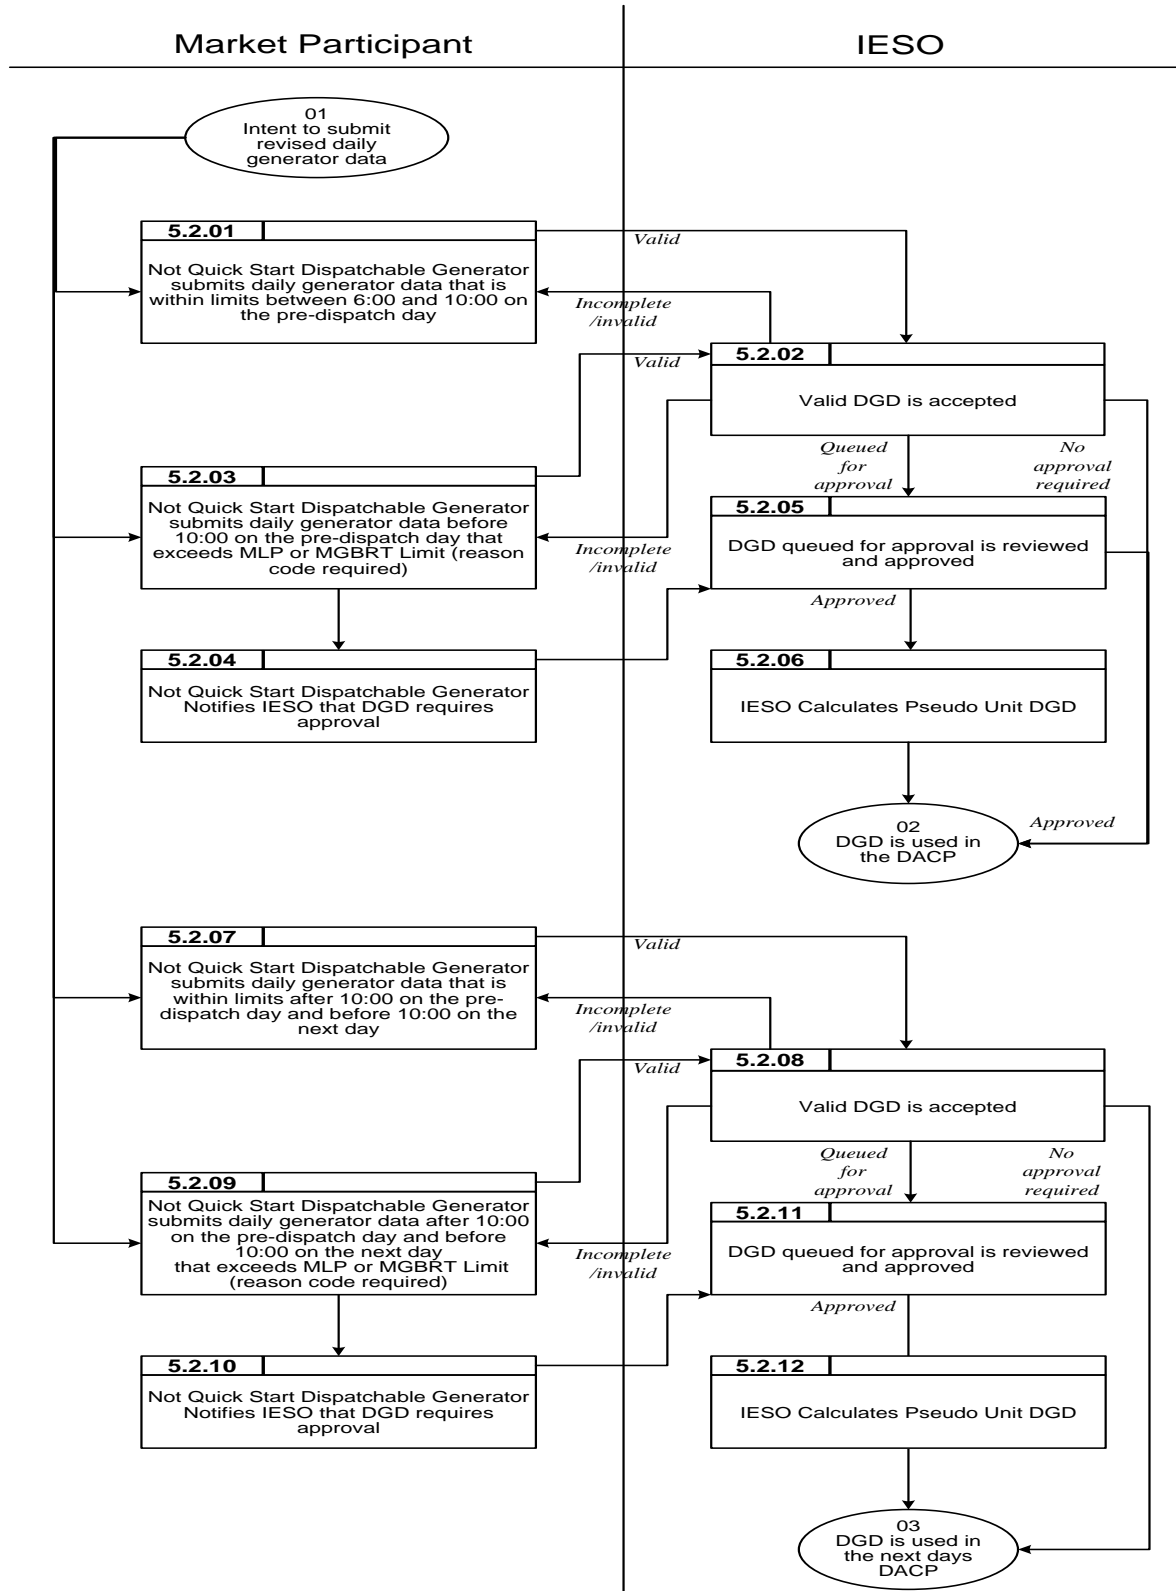 Market Participant
IESO
01
Intent to submit
revised daily
generator data
5.2.01
Not Quick Start Dispatchable Generator
submits daily generator data that is
within limits between 6:00 and 10:00 on
the pre-dispatch day
Valid
Incomplete
/invalid
Valid
5.2.02
Valid DGD is accepted
Queued
for
approval
No
approval
required
5.2.03
Not Quick Start Dispatchable Generator
submits daily generator data before
10:00 on the pre-dispatch day that
exceeds MLP or MGBRT Limit (reason
code required)
Incomplete
/invalid
5.2.05
DGD queued for approval is reviewed
and approved
Approved
5.2.04
Not Quick Start Dispatchable Generator
Notifies IESO that DGD requires
approval
5.2.06
IESO Calculates Pseudo Unit DGD
02
DGD is used in
the DACP
Approved
5.2.07
Not Quick Start Dispatchable Generator
submits daily generator data that is
within limits after 10:00 on the pre-
dispatch day and before 10:00 on the
next day
Valid
Incomplete
/invalid
Valid
5.2.08
Valid DGD is accepted
Queued
for
approval
No
approval
required
5.2.09
Not Quick Start Dispatchable Generator
submits daily generator data after 10:00
on the pre-dispatch day and before
10:00 on the next day
that exceeds MLP or MGBRT Limit
(reason code required)
Incomplete
/invalid
5.2.11
DGD queued for approval is reviewed
and approved
Approved
5.2.10
Not Quick Start Dispatchable Generator
Notifies IESO that DGD requires
approval
5.2.12
IESO Calculates Pseudo Unit DGD
03
DGD is used in
the next days
DACP